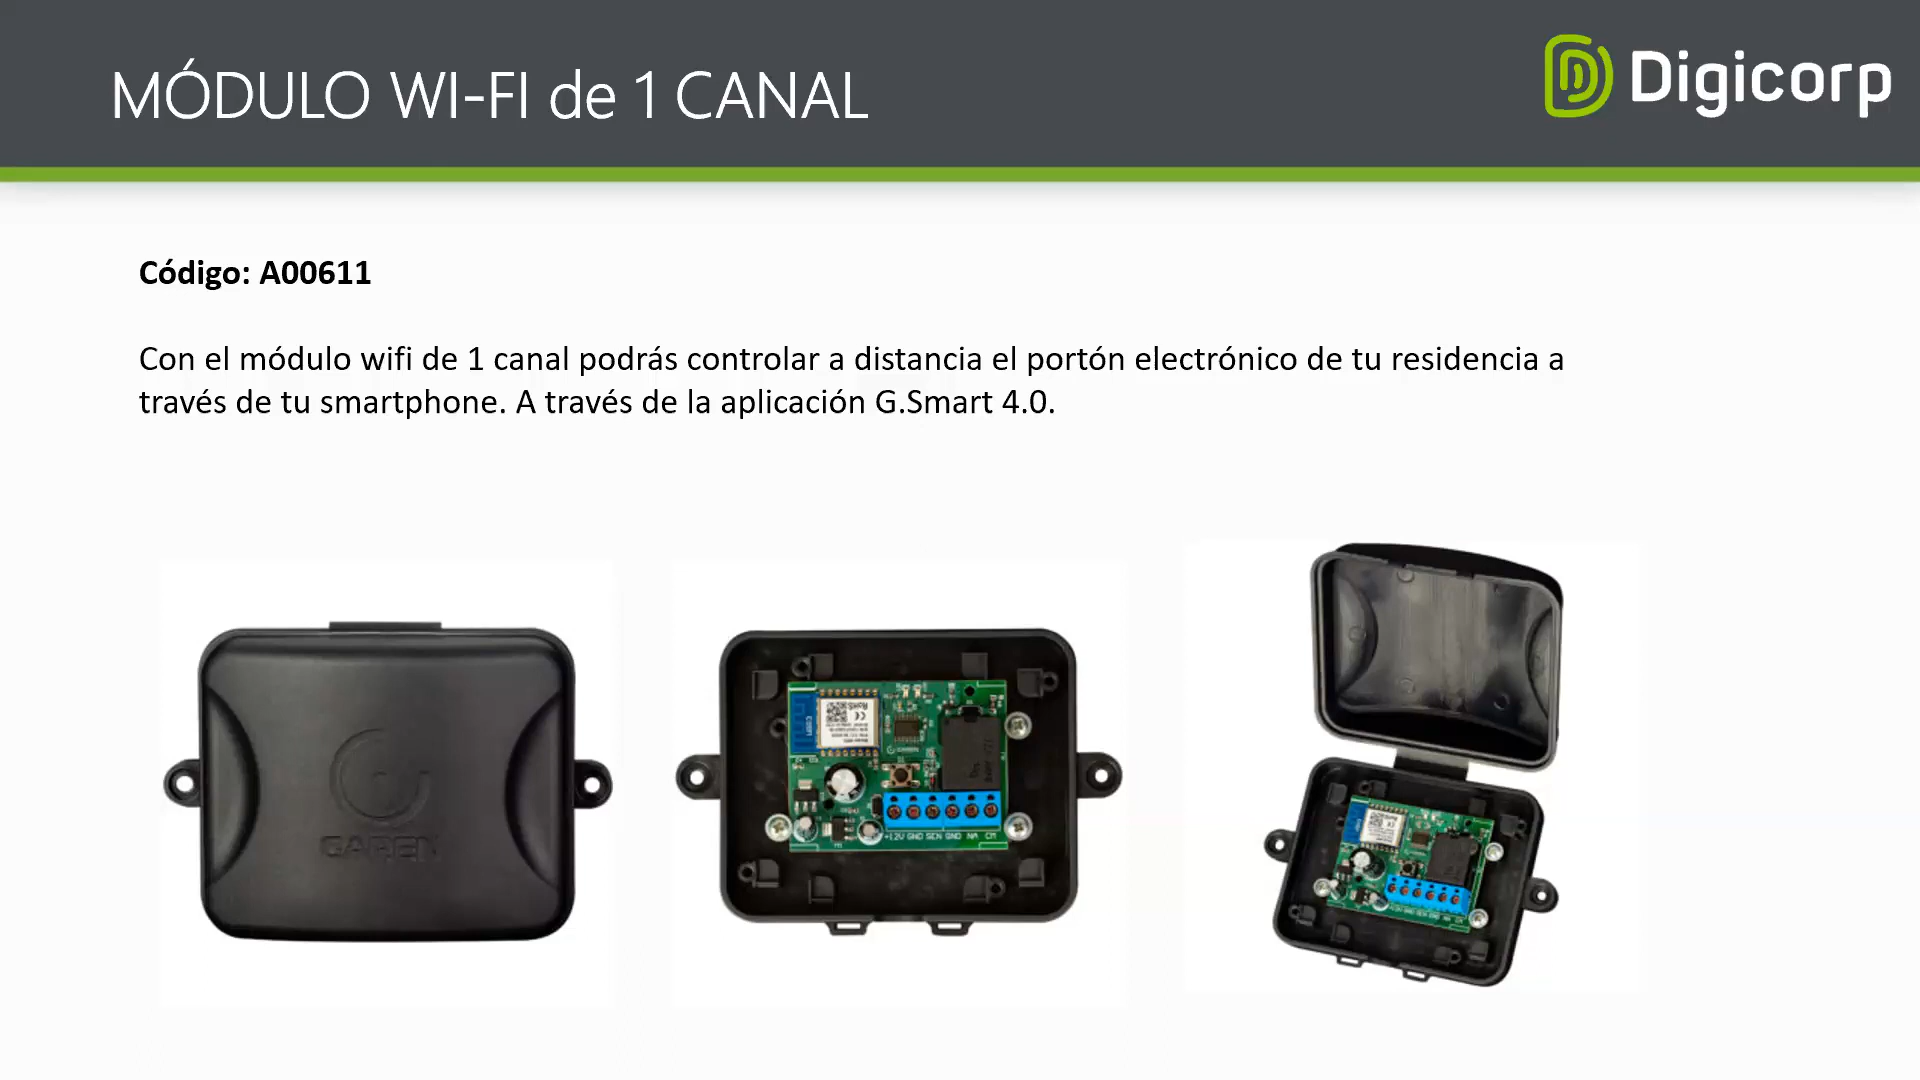 MÓDULO WI-FI de 1 CANAL
Digicorp
Código: A00611
Con el módulo wifi de 1 canal podrás controlar a distancia el portón electrónico de tu residencia a
través de tu smartphone. A través de la aplicación G.Smart 4.0.
GAREN
+12V GND SEN GND NA CM